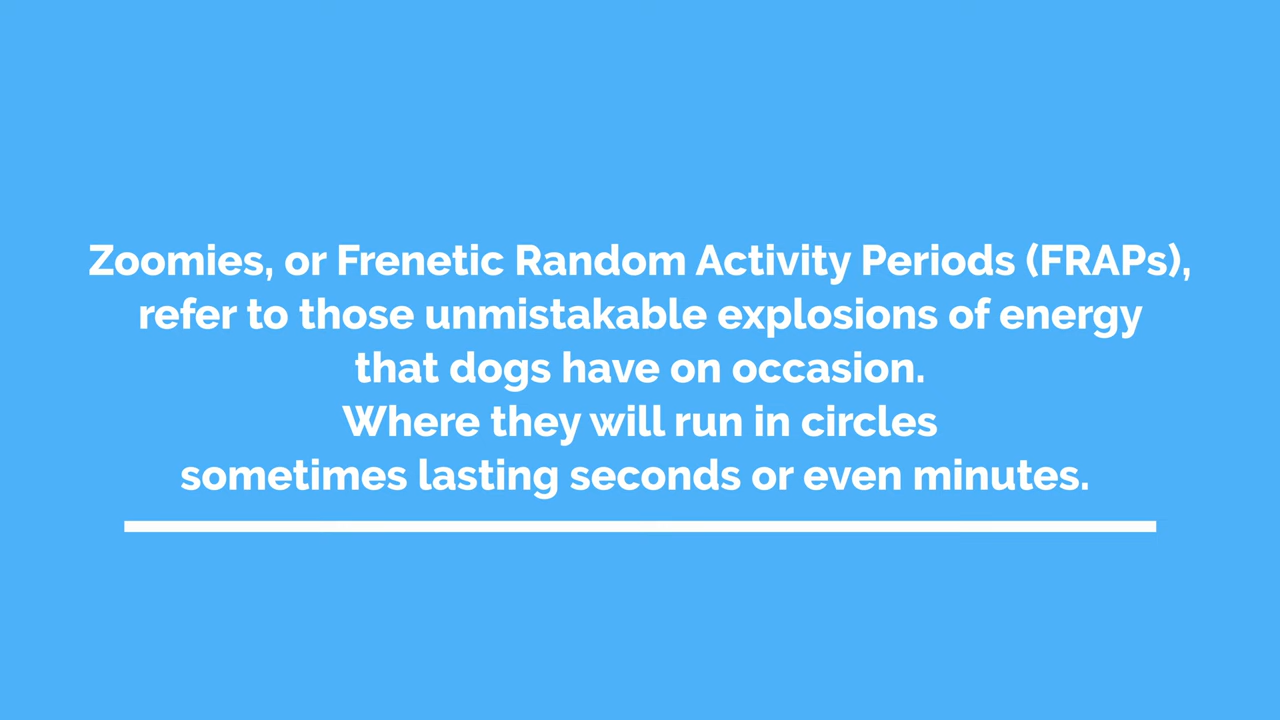 Zoomies, or Frenetic Random Activity Periods (FRAPs),
refer to those unmistakable explosions of energy
that dogs have on occasion.
Where they will run in circles
sometimes lasting seconds or even minutes.